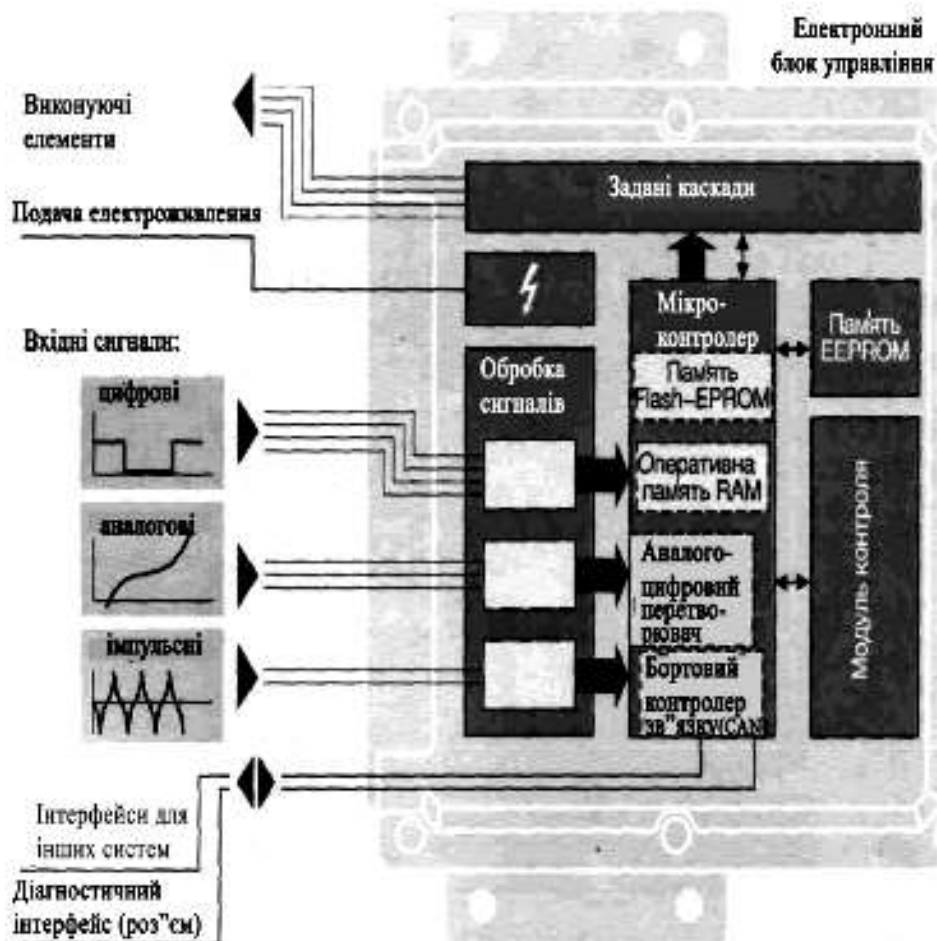 Електронний
блок управління
Виконуючі
елементи
Задані каскади
Подача електроживлення
Мікро-
контролер
Пам'ять
EEPROM
Вхідні сигнали:
Обробка
сигналів
Пам'ять
Flash-EPROM
цифрові
Оперативна
память RAM
аналогові
Аналого-
цифровий
перетво-
рювач
Модуль контроля
імпульсні
Бортовий
контролер
зв"язку(CAN)
Інтерфейси для
інших систем
Діагностичний
інтерфейс (роз"єм)